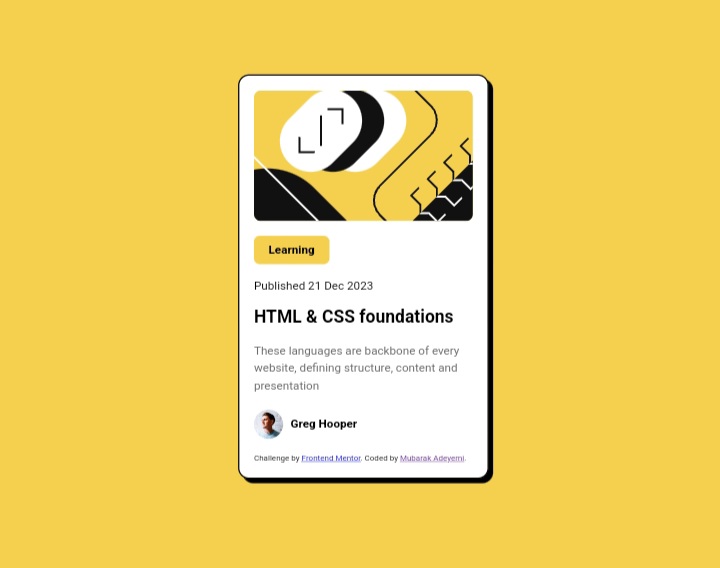 Learning
Published 21 Dec 2023
HTML & CSS foundations
These languages are backbone of every
website, defining structure, content and
presentation
Greg Hooper
Challenge by Frontend Mentor. Coded by Mubarak Adeyemi.